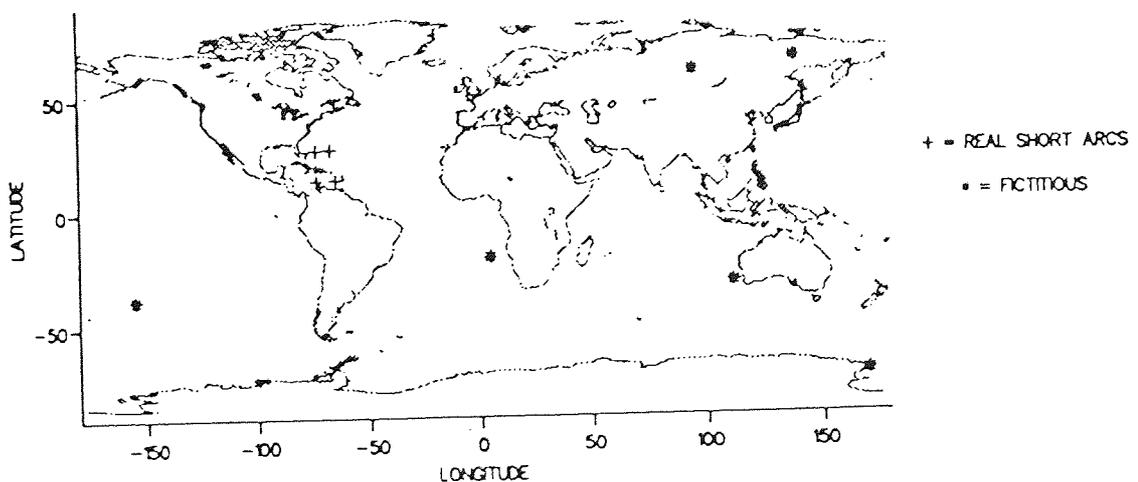 50
0
-50
LATITUDE
-150
-100
-50
0
50
100
150
LONGITUDE
+ = REAL SHORT ARCS
* = FICTITIOUS